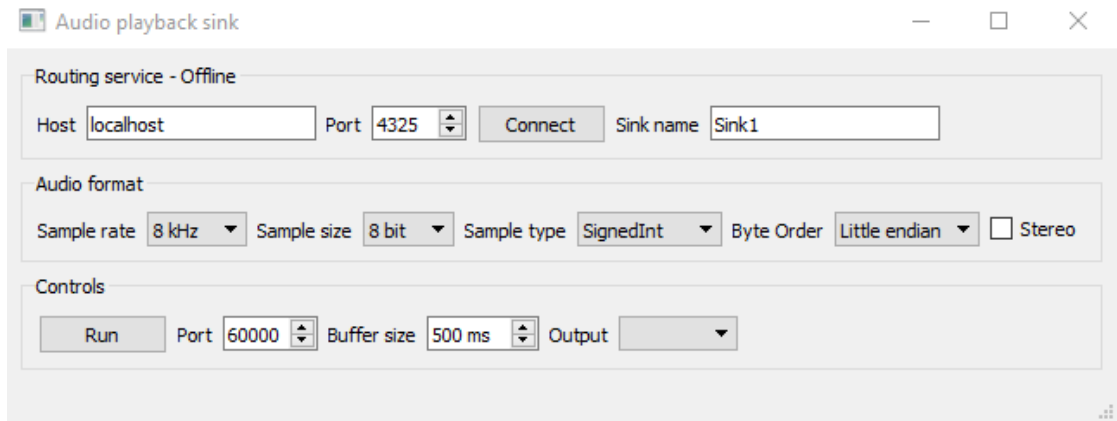 Audio playback sink
Routing service - Offline
Host localhost Port 4325 Connect Sink name Sink1
Audio format
Sample rate 8 kHz Sample size 8 bit Sample type SignedInt Byte Order Little endian Stereo
Controls
Run Port 60000 Buffer size 500 ms Output